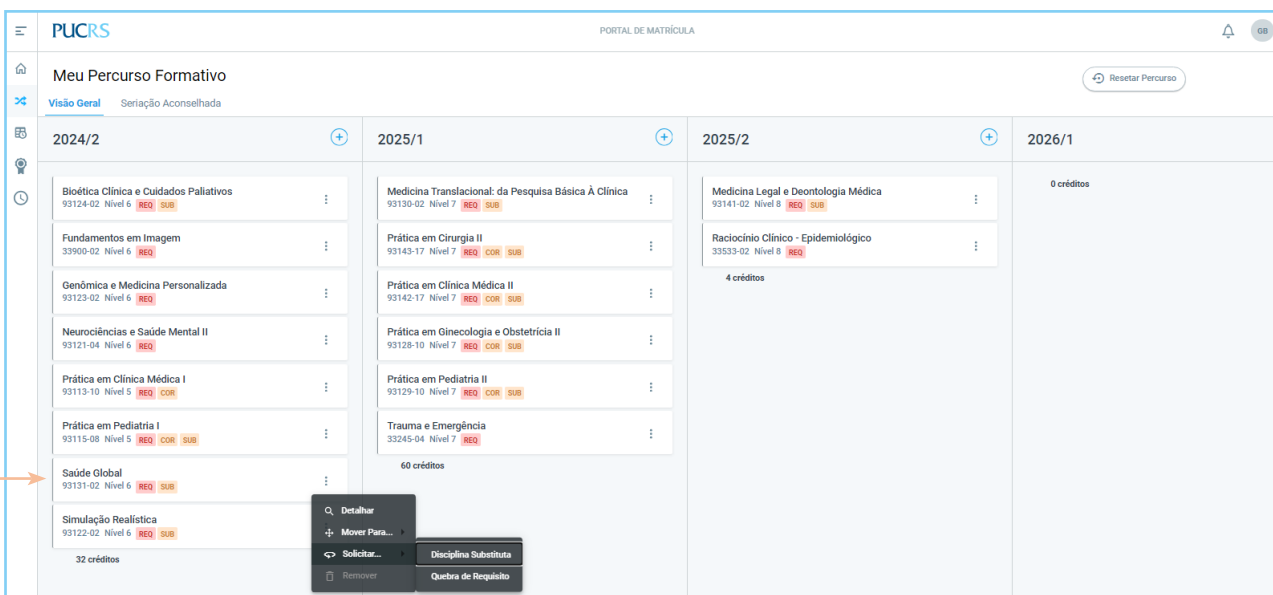 PUCRS
PORTAL DE MATRÍCULA
GB
Meu Percurso Formativo
Resetar Percurso
Visão Geral
Seriação Aconselhada
2024/2
2025/1
2025/2
2026/1
Bioética Clínica e Cuidados Paliativos
93124-02 Nível 6 REQ SUB
Fundamentos em Imagem
33900-02 Nível 6 REQ
Genômica e Medicina Personalizada
93123-02 Nível 6 REQ
Neurociências e Saúde Mental II
93121-04 Nível 6 REQ
Prática em Clínica Médica I
93113-10 Nível 5 REQ COR
Prática em Pediatria I
93115-08 Nível 5 REQ COR SUB
Saúde Global
93131-02 Nível 6 REQ SUB
Simulação Realística
93122-02 Nível 6 REQ SUB
32 créditos
Medicina Translacional: da Pesquisa Básica À Clínica
93130-02 Nível 7 REQ SUB
Prática em Cirurgia II
93143-17 Nível 7 REQ COR SUB
Prática em Clínica Médica II
93142-17 Nível 7 REQ COR SUB
Prática em Ginecologia e Obstetrícia II
93128-10 Nível 7 REQ COR SUB
Prática em Pediatria II
93129-10 Nível 7 REQ COR SUB
Trauma e Emergência
33245-04 Nível 7 REQ
60 créditos
Medicina Legal e Deontologia Médica
93141-02 Nível 8 REQ SUB
Raciocínio Clínico - Epidemiológico
33533-02 Nível 8 REQ
4 créditos
0 créditos
Detalhar
Mover Para...
Solicitar...
Remover
Disciplina Substituta
Quebra de Requisito